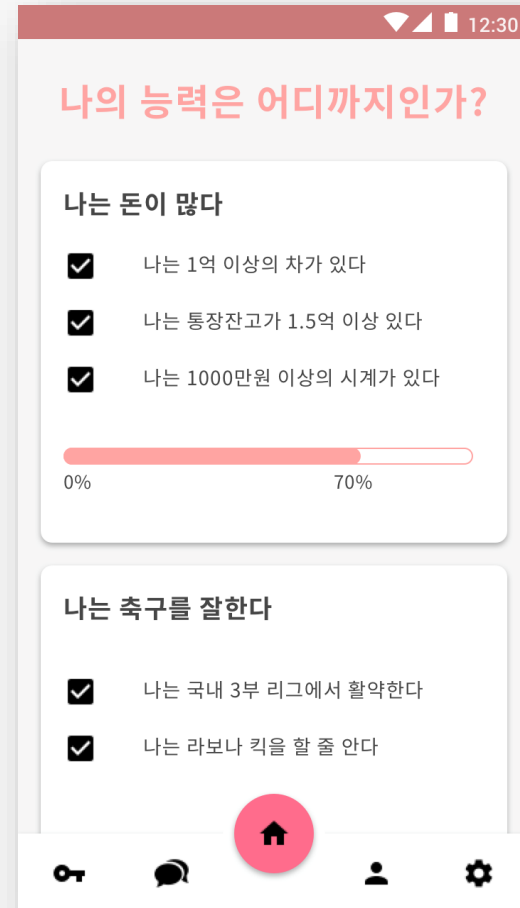 12:30
나의 능력은 어디까지인가?
나는 돈이 많다
나는 1억 이상의 차가 있다
나는 통장잔고가 1.5억 이상 있다
나는 1000만원 이상의 시계가 있다
0% 70%
나는 축구를 잘한다
나는 국내 3부 리그에서 활약한다
나는 라보나 킥을 할 줄 안다